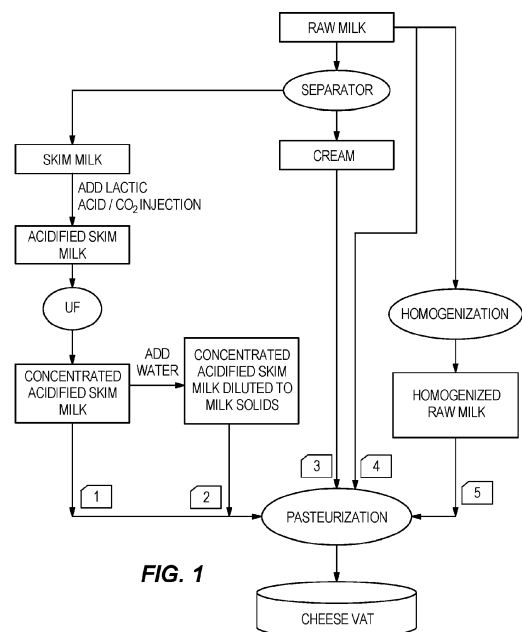 RAW MILK
SEPARATOR
SKIM MILK
CREAM
ADD LACTIC
ACID / CO2 INJECTION
ACIDIFIED SKIM
MILK
UF
HOMOGENIZATION
ADD
WATER
CONCENTRATED
ACIDIFIED SKIM
MILK
CONCENTRATED
ACIDIFIED SKIM
MILK DILUTED TO
MILK SOLIDS
HOMOGENIZED
RAW MILK
1
2
3
4
5
PASTEURIZATION
FIG. 1
CHEESE VAT